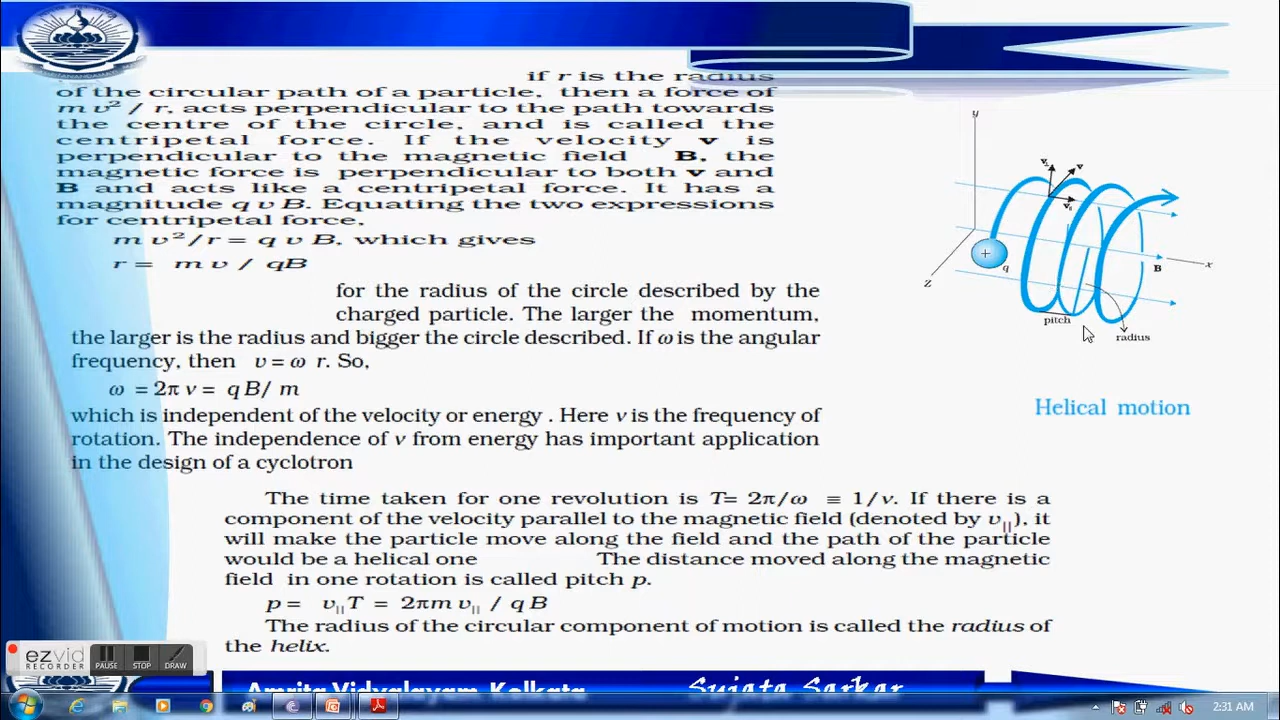 if r is the radius
of the circular path of a particle, then a force of
m v² / r, acts perpendicular to the path towards
the centre of the circle, and is called the
centripetal force. If the velocity v is
perpendicular to the magnetic field B, the
magnetic force is perpendicular to both v and
B and acts like a centripetal force. It has a
magnitude q v B. Equating the two expressions
for centripetal force,
m v²/r = q v B, which gives
r = m v / qB
for the radius of the circle described by the
charged particle. The larger the momentum,
the larger is the radius and bigger the circle described. If ω is the angular
frequency, then v = ω r. So,
ω = 2π ν = q B/ m
which is independent of the velocity or energy . Here ν is the frequency of
rotation. The independence of ν from energy has important application
in the design of a cyclotron
The time taken for one revolution is T= 2π/ω ≡ 1/ν. If there is a
component of the velocity parallel to the magnetic field (denoted by v||), it
will make the particle move along the field and the path of the particle
would be a helical one The distance moved along the magnetic
field in one rotation is called pitch p.
p = v||T = 2πm v|| / q B
The radius of the circular component of motion is called the radius of
the helix.
y
v
+
q
B
x
z
pitch
radius
Helical motion
ezvid
RECORDER
PAUSE
STOP
DRAW
Amrita Vidyalayam, Kolkata
Sujata Sarkar
2:31 AM